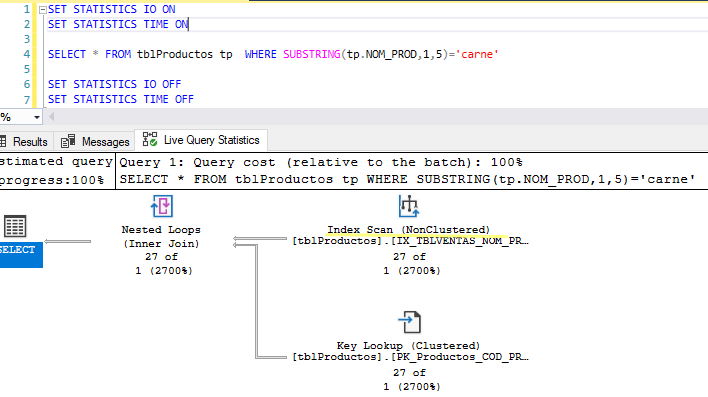 1 SET STATISTICS IO ON
2 SET STATISTICS TIME ON
3
4 SELECT * FROM tblProductos tp  WHERE SUBSTRING(tp.NOM_PROD,1,5)='carne'
5
6 SET STATISTICS IO OFF
7 SET STATISTICS TIME OFF
%
Results Messages Live Query Statistics
stimated query Query 1: Query cost (relative to the batch): 100%
progress:100% SELECT * FROM tblProductos tp WHERE SUBSTRING(tp.NOM_PROD,1,5)='carne'
SELECT
Nested Loops
(Inner Join)
27 of
1 (2700%)
Index Scan (NonClustered)
[tblProductos].[IX_TBLVENTAS_NOM_PR…
27 of
1 (2700%)
Key Lookup (Clustered)
[tblProductos].[PK_Productos_COD_PR…
27 of
1 (2700%)